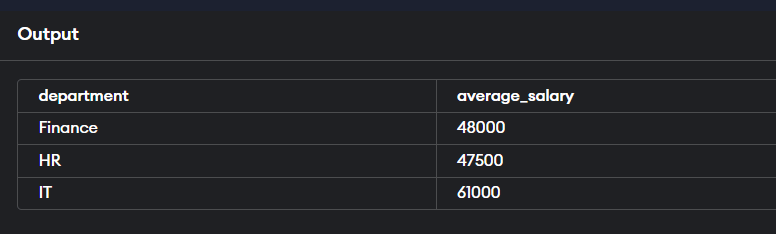 Output
department average_salary
Finance 48000
HR 47500
IT 61000